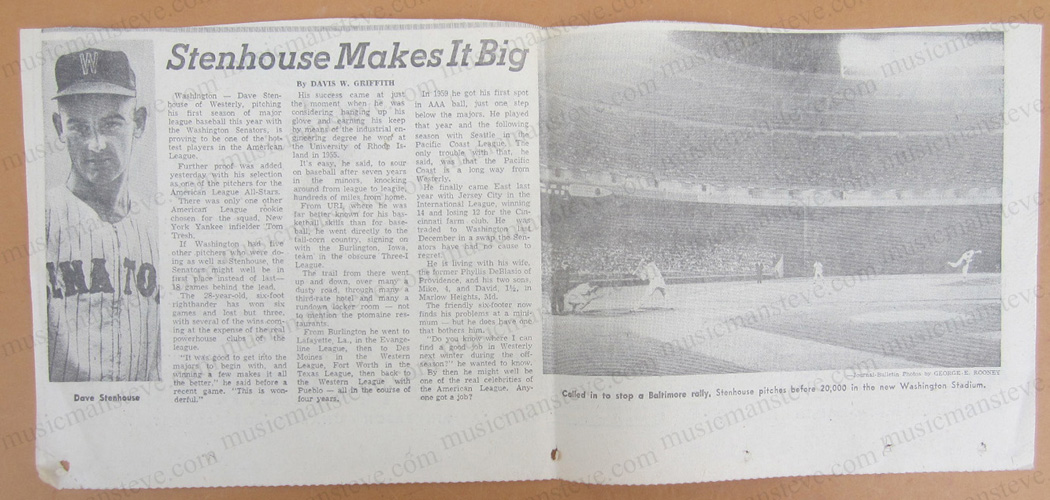 Stenhouse Makes It Big
By DAVIS W. GRIFFITH
Washington — Dave Sten-
house of Westerly, pitching
his first season of major
league baseball this year with
the Washington Senators, is
proving to be one of the hot-
test pitchers in the American
League.
Further proof was added
yesterday with his selection
as one of the pitchers for the
American League All-Stars.
There was only one other
American League rookie
chosen for the squad, New
York Yankee infielder Tom
Tresh.
If Washington had five
other pitchers who were do-
ing as well as Stenhouse, the
Senators might well be in
first place instead of last—
18 games behind the lead.
The 28-year-old, six-foot
righthander has won six
games and lost but three,
with several of the wins com-
ing at the expense of the real
powerhouse clubs of the
league.
"It was good to get into the
majors to begin with, and
winning a few makes it all
the better," he said before a
recent game. "This is won-
derful."
His success came at just
the moment when he was
considering hanging up his
glove and earning his keep
by means of the industrial en-
gineering degree he won at
the University of Rhode Is-
land in 1955.
It's easy, he said, to sour
on baseball after seven years
in the minors, knocking
around from league to league,
hundreds of miles from home.
From URI, where he was
far better known for his bas-
ketball skills than for base-
ball, he went directly to the
tall-corn country, signing on
with the Burlington, Iowa,
team in the obscure Three-I
League.
The trail from there went
up and down, over many a
dusty road, through many a
third-rate hotel and many a
rundown locker room — not
to mention the ptomaine res-
taurants.
From Burlington he went to
Lafayette, La., in the Evange-
line League, then to Des
Moines in the Western
League, Fort Worth in the
Texas League, then back to
the Western League with
Pueblo — all in the course of
four years.
In 1959 he got his first spot
in AAA ball, just one step
below the majors. He played
that year and the following
season with Seattle in the
Pacific Coast League. The
only trouble with that, he
said, was that the Pacific
Coast is a long way from
Westerly.
He finally came East last
year with Jersey City in the
International League, winning
14 and losing 12 for the Cin-
cinnati farm club. He was
traded to Washington last
December in a swap the Sen-
ators have had no cause to
regret.
He is living with his wife,
the former Phyllis DeBlasio of
Providence, and his two sons,
Mike, 4, and David, 1½, in
Marlow Heights, Md.
The friendly six-footer now
finds his problems at a mini-
mum — but he does have one
that bothers him.
"Do you know where I can
find a good job in Westerly
next winter during the off-
season?" he wanted to know.
By then he might well be
one of the real celebrities of
the American League. Any-
one got a job?
W
ENATO
Dave Stenhouse
Journal-Bulletin Photos by GEORGE E. ROONEY
Called in to stop a Baltimore rally, Stenhouse pitches before 20,000 in the new Washington Stadium.
musicmansteve.com